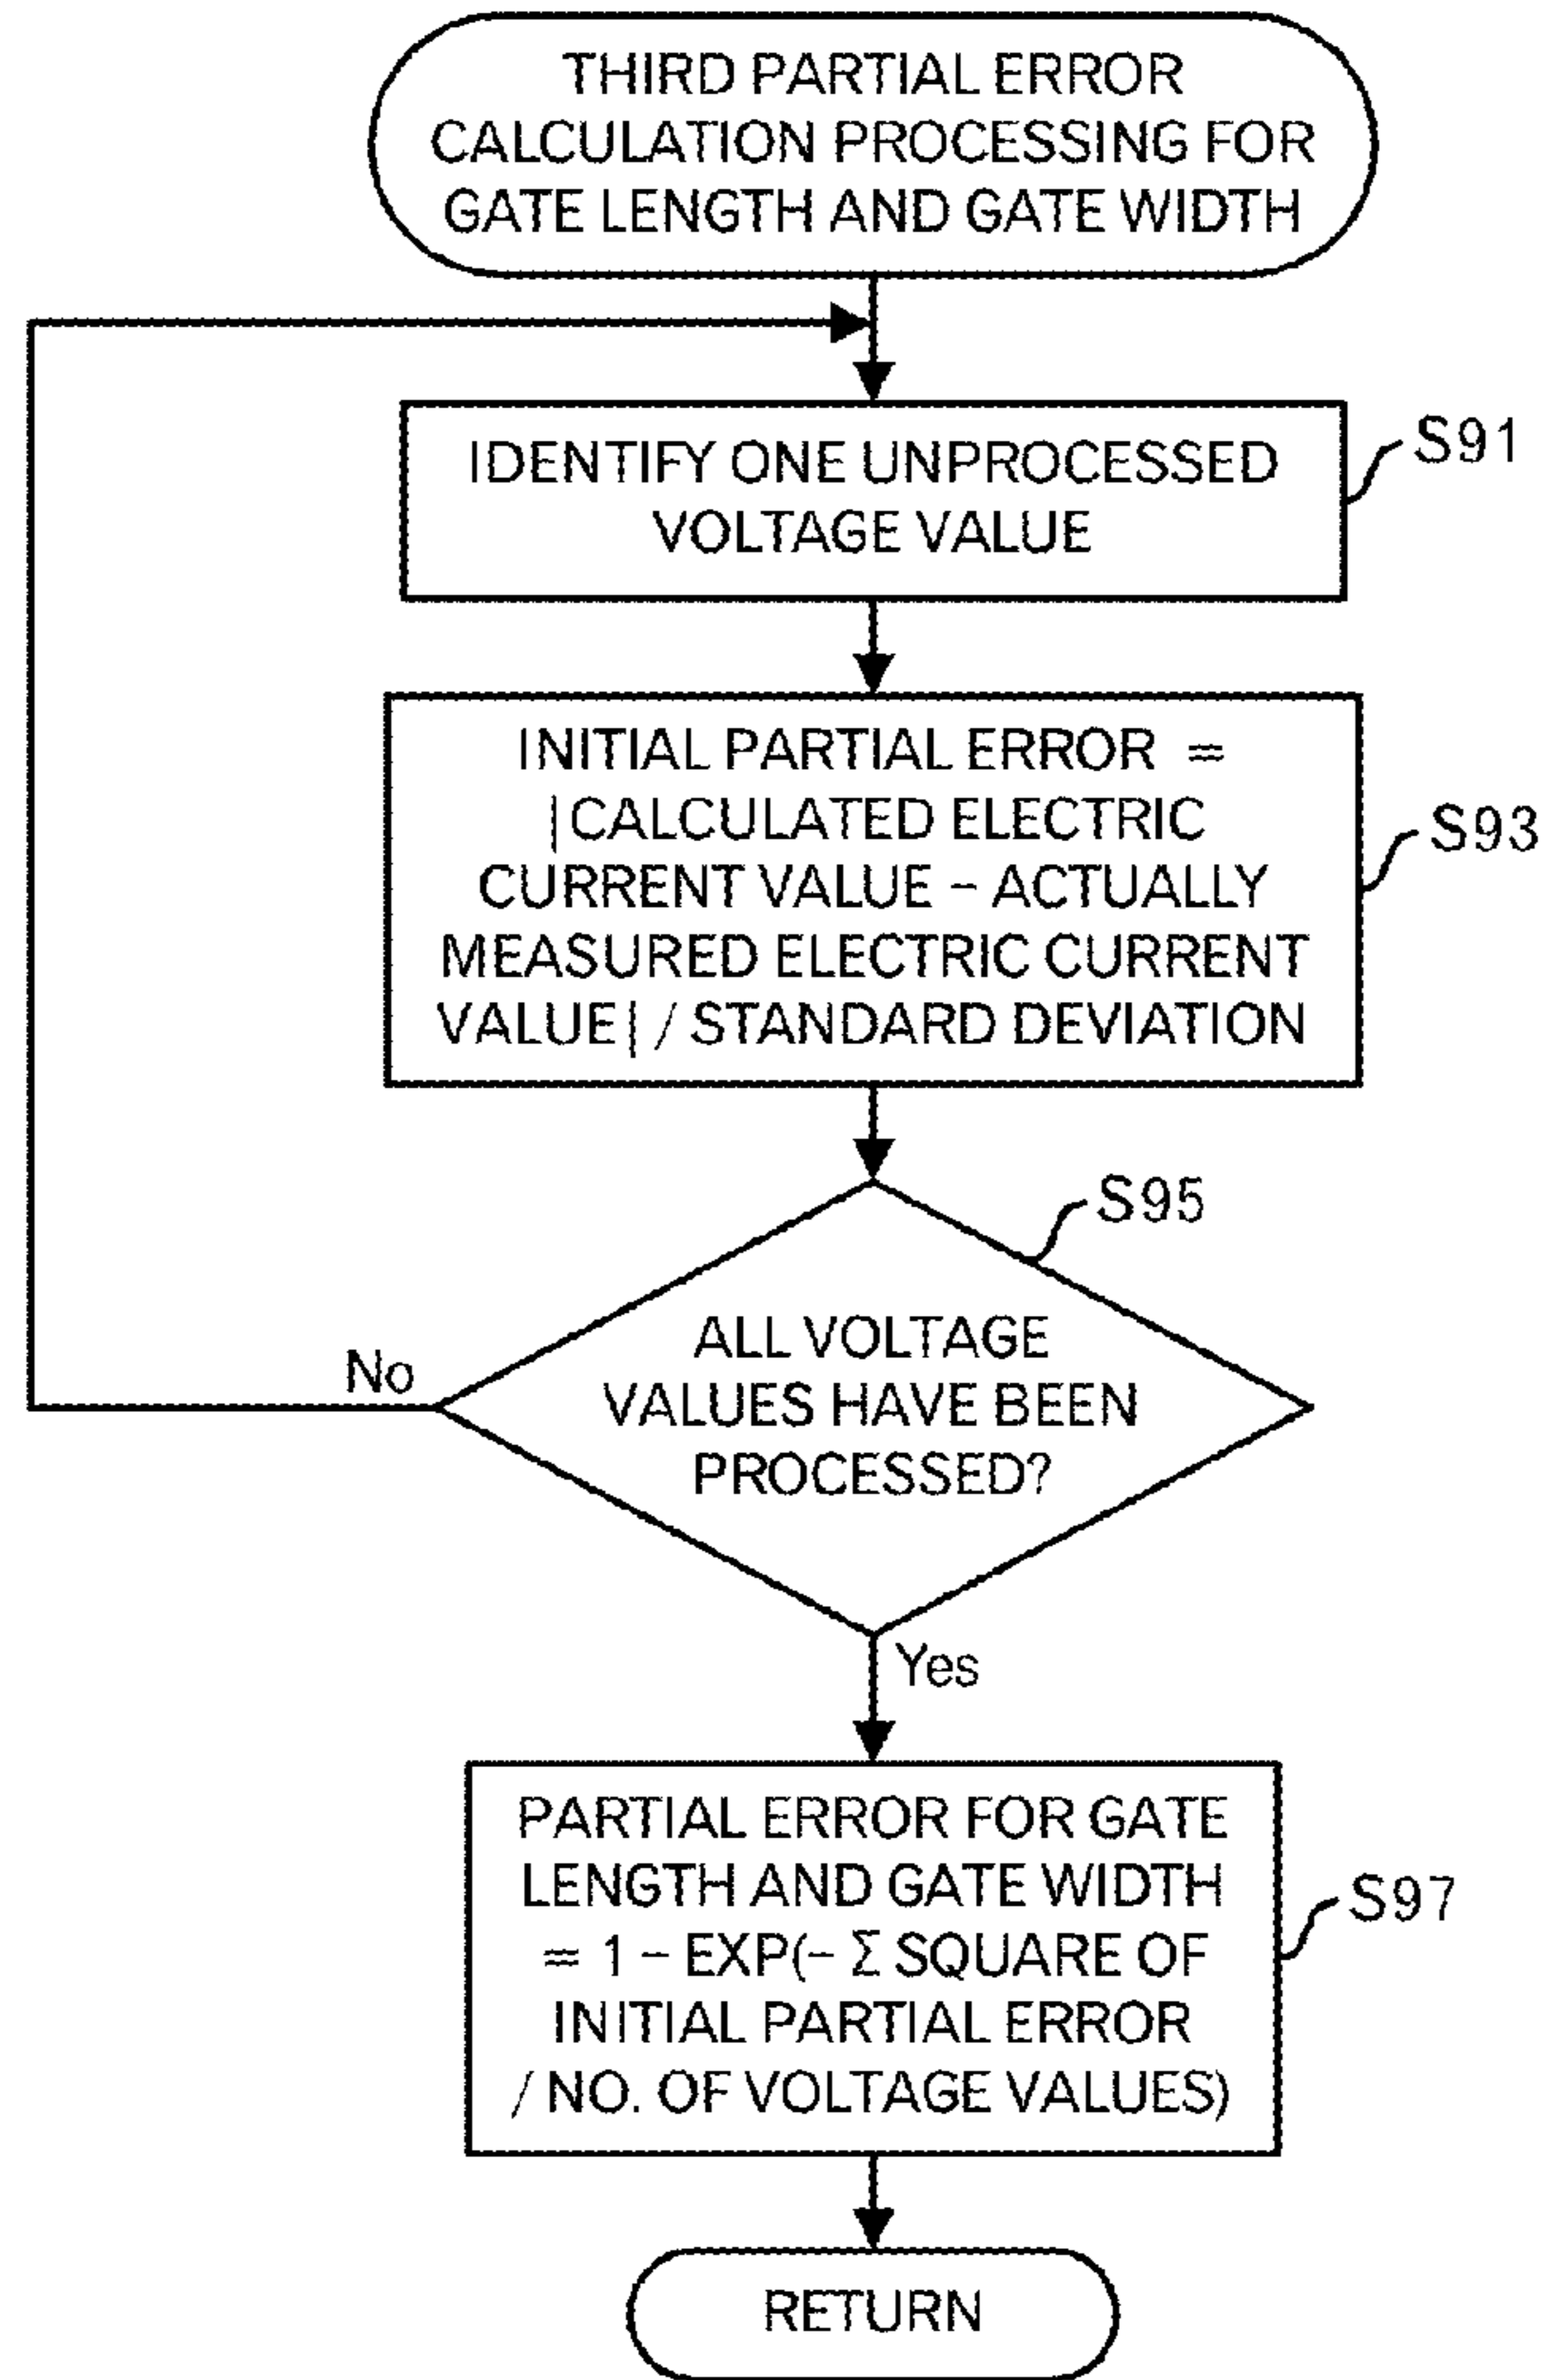 THIRD PARTIAL ERROR
CALCULATION PROCESSING FOR
GATE LENGTH AND GATE WIDTH
IDENTIFY ONE UNPROCESSED
VOLTAGE VALUE
S91
INITIAL PARTIAL ERROR =
|CALCULATED ELECTRIC
CURRENT VALUE - ACTUALLY
MEASURED ELECTRIC CURRENT
VALUE| / STANDARD DEVIATION
S93
S95
ALL VOLTAGE
VALUES HAVE BEEN
PROCESSED?
No
Yes
PARTIAL ERROR FOR GATE
LENGTH AND GATE WIDTH
= 1 - EXP(- Σ SQUARE OF
INITIAL PARTIAL ERROR
/ NO. OF VOLTAGE VALUES)
S97
RETURN